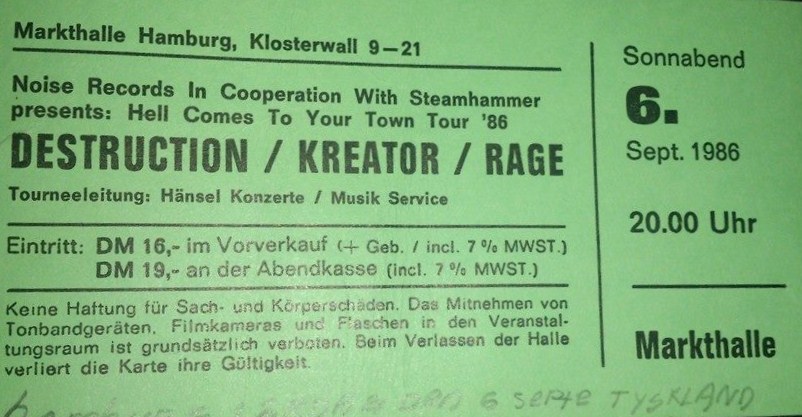 Markthalle Hamburg, Klosterwall 9-21
Noise Records In Cooperation With Steamhammer
presents: Hell Comes To Your Town Tour '86
DESTRUCTION / KREATOR / RAGE
Tourneeleitung: Hänsel Konzerte / Musik Service
Eintritt: DM 16,- im Vorverkauf (+ Geb. / incl. 7 % MWST.)
DM 19,- an der Abendkasse (incl. 7 % MWST.)
Keine Haftung für Sach- und Körperschäden. Das Mitnehmen von
Tonbandgeräten, Filmkameras und Flaschen in den Veranstal-
tungsraum ist grundsätzlich verboten. Beim Verlassen der Halle
verliert die Karte ihre Gültigkeit.
Sonnabend
6.
Sept. 1986
20.00 Uhr
Markthalle
DEN 6 SEPTE TYSKLAND